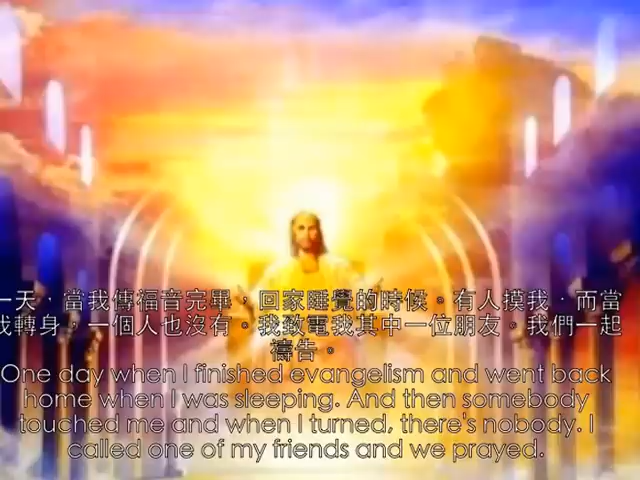 一天，當我傳福音完畢，回家睡覺的時候。有人摸我，而當
我轉身，一個人也沒有。我致電我其中一位朋友。我們一起
禱告。
One day when I finished evangelism and went back
home when I was sleeping. And then somebody
touched me and when I turned, there's nobody. I
called one of my friends and we prayed.